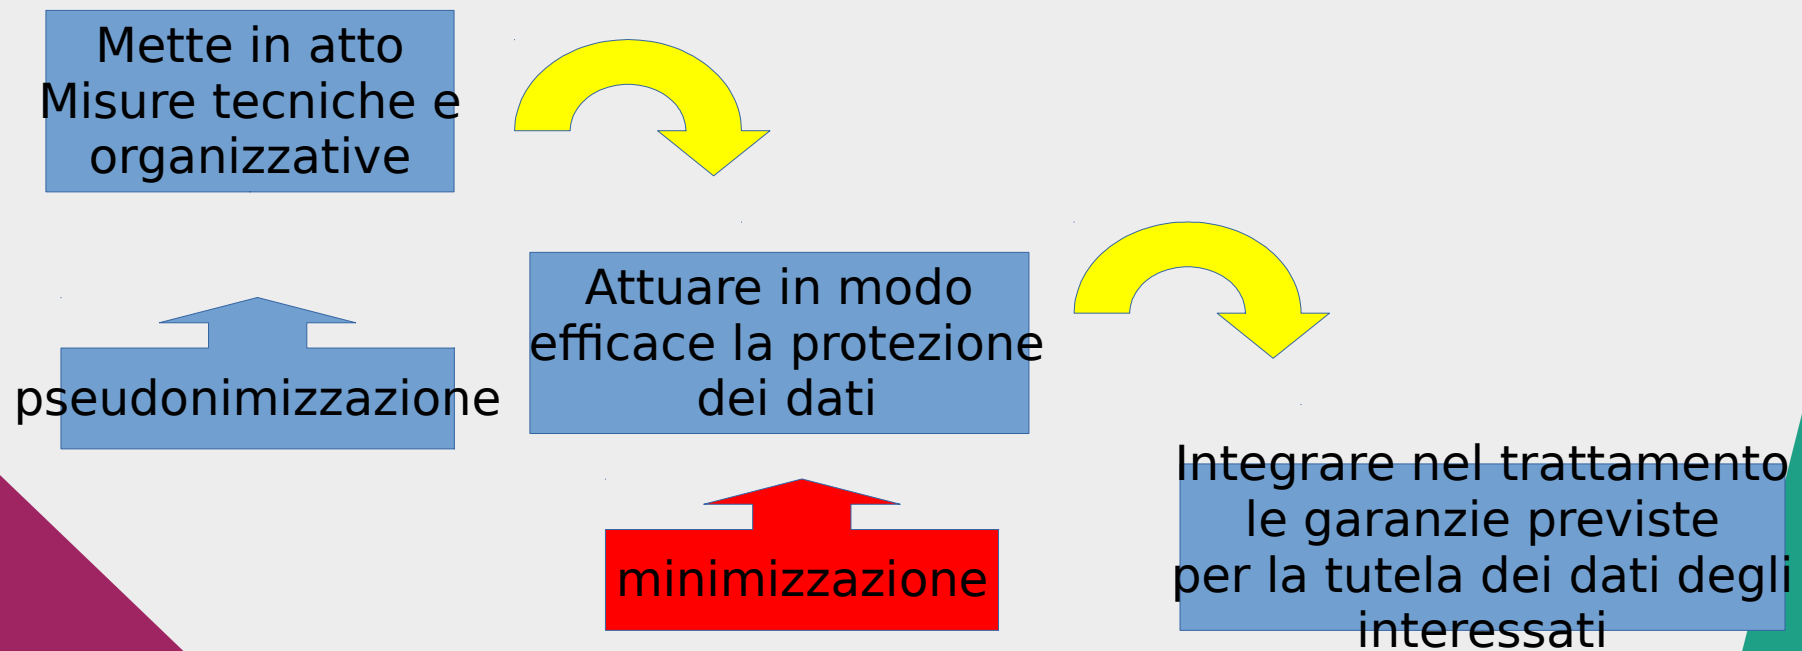 Mette in atto
Misure tecniche e
organizzative
pseudonimizzazione
Attuare in modo
efficace la protezione
dei dati
minimizzazione
Integrare nel trattamento
le garanzie previste
per la tutela dei dati degli
interessati